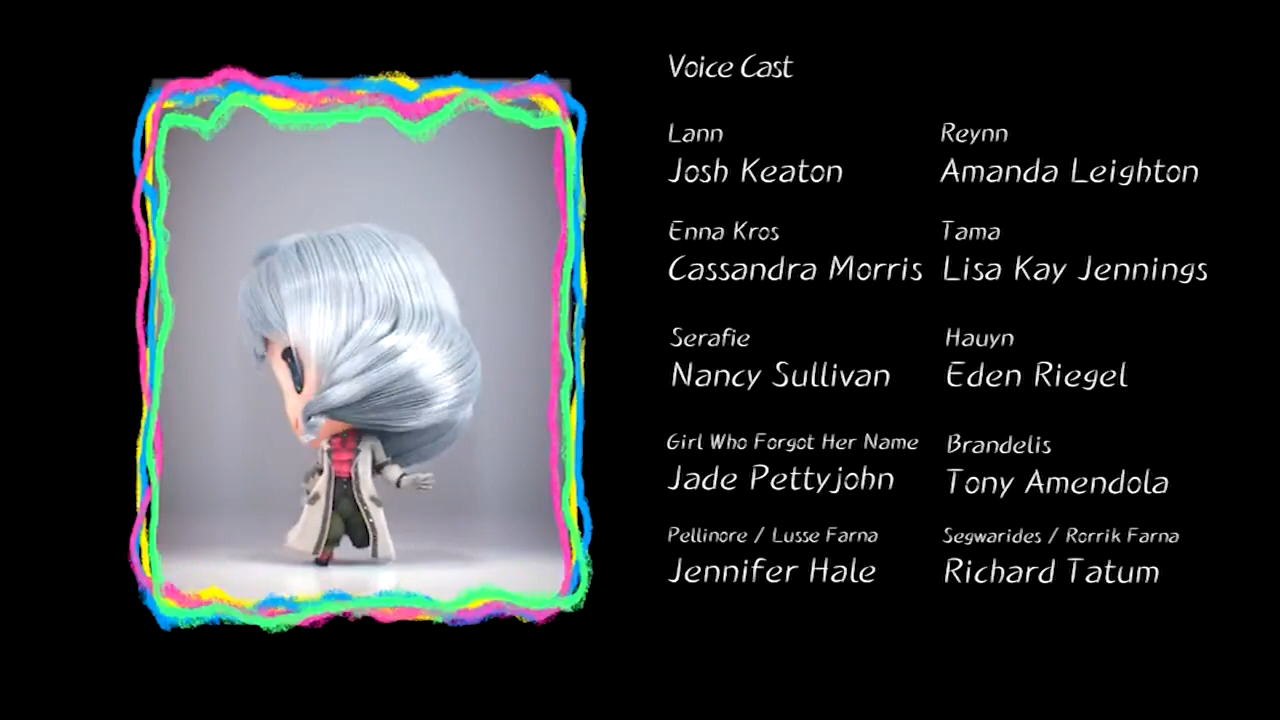 Voice Cast
Lann Reynn
Josh Keaton Amanda Leighton
Enna Kros Tama
Cassandra Morris Lisa Kay Jennings
Serafie Hauyn
Nancy Sullivan Eden Riegel
Girl Who Forgot Her Name Brandelis
Jade Pettyjohn Tony Amendola
Pellinore / Lusse Farna Segwarides / Rorrik Farna
Jennifer Hale Richard Tatum